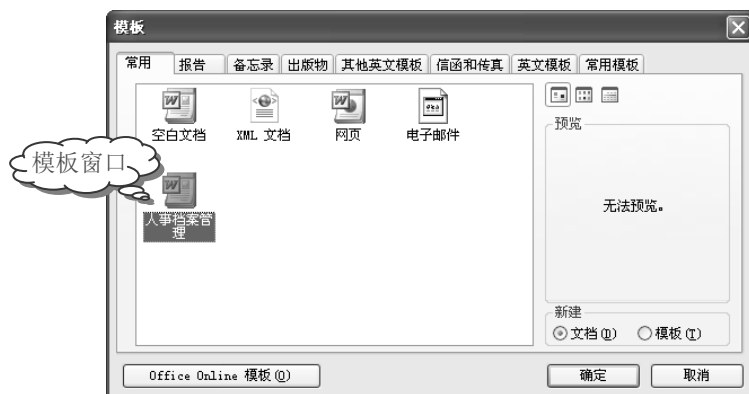 模板
常用 报告 备忘录 出版物 其他英文模板 信函和传真 英文模板 常用模板
空白文档 XML 文档 网页 电子邮件
预览
模板窗口
无法预览。
人事档案管
理
新建
文档(D) 模板(T)
Office Online 模板(O) 确定 取消